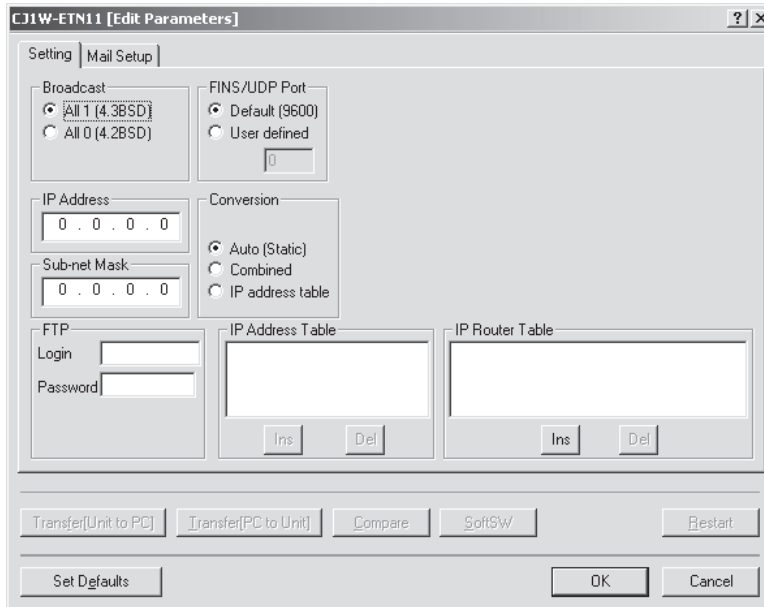 CJ1W-ETN11 [Edit Parameters]
Setting
Mail Setup
Broadcast
All 1 (4.3BSD)
All 0 (4.2BSD)
FINS/UDP Port
Default (9600)
User defined
0
IP Address
0 . 0 . 0 . 0
Sub-net Mask
0 . 0 . 0 . 0
Conversion
Auto (Static)
Combined
IP address table
FTP
Login
Password
IP Address Table
Ins
Del
IP Router Table
Ins
Del
Transfer[Unit to PC]
Transfer[PC to Unit]
Compare
SoftSW
Restart
Set Defaults
OK
Cancel